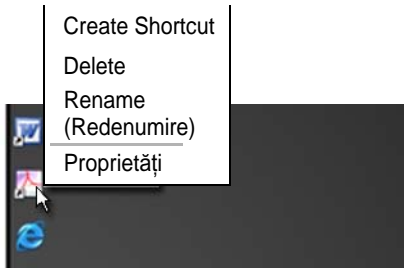 Create Shortcut
Delete
Rename
(Redenumire)
Proprietăți
W